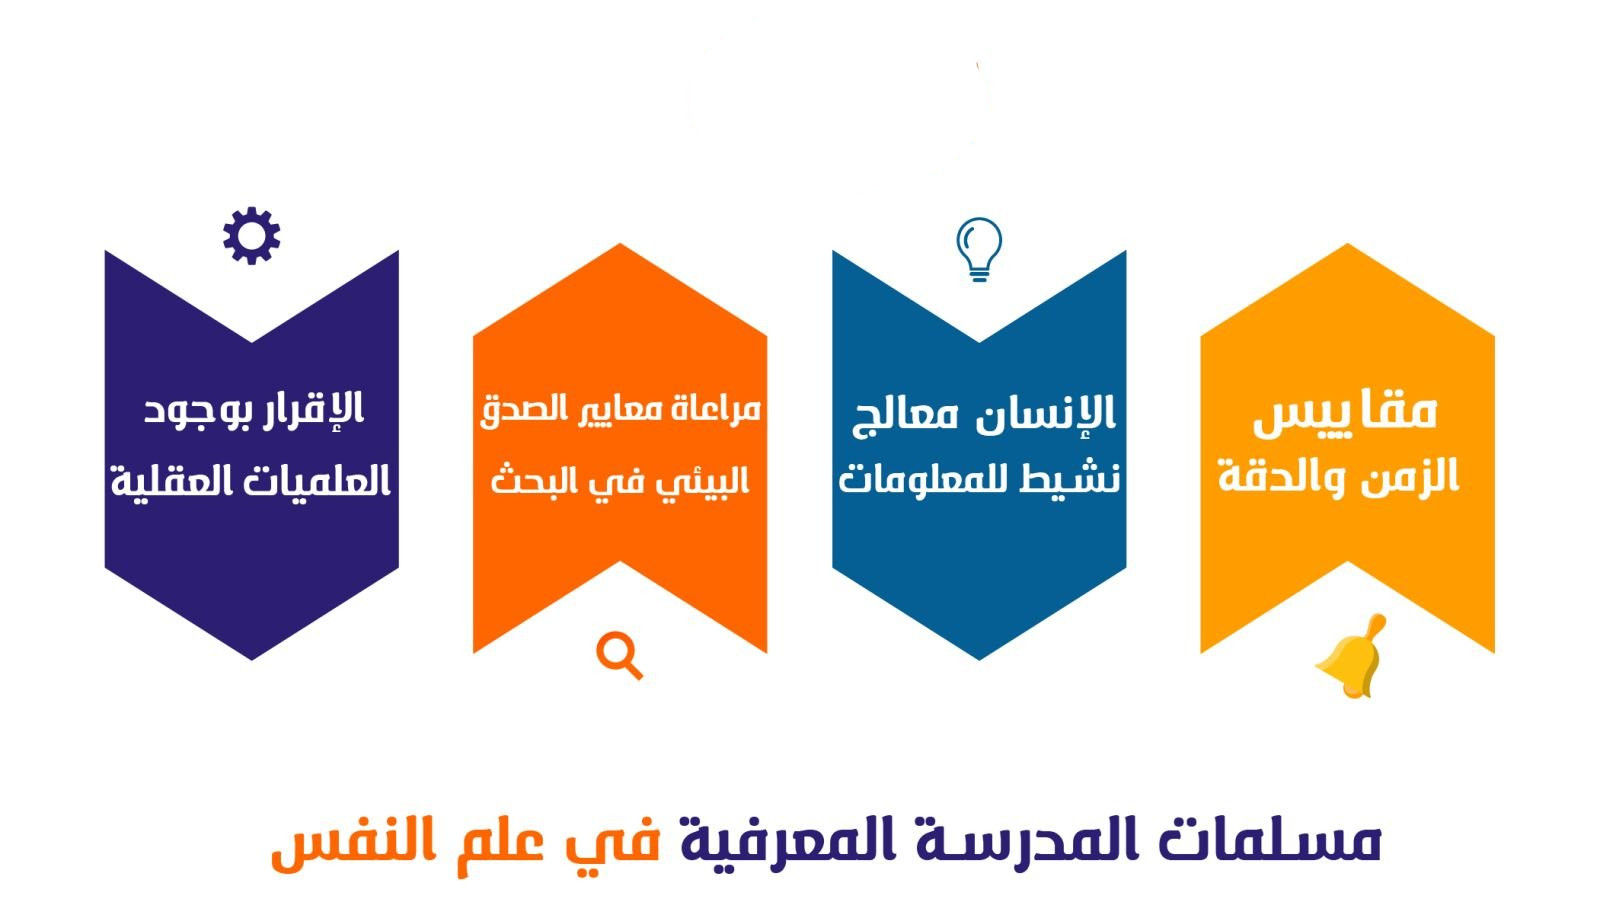 مقاييس
الزمن والدقة
الإنسان معالج
نشيط للمعلومات
مراعاة معايير الصدق
البيئي في البحث
الإقرار بوجود
العلميات العقلية
مسلمات المدرسة المعرفية في علم النفس